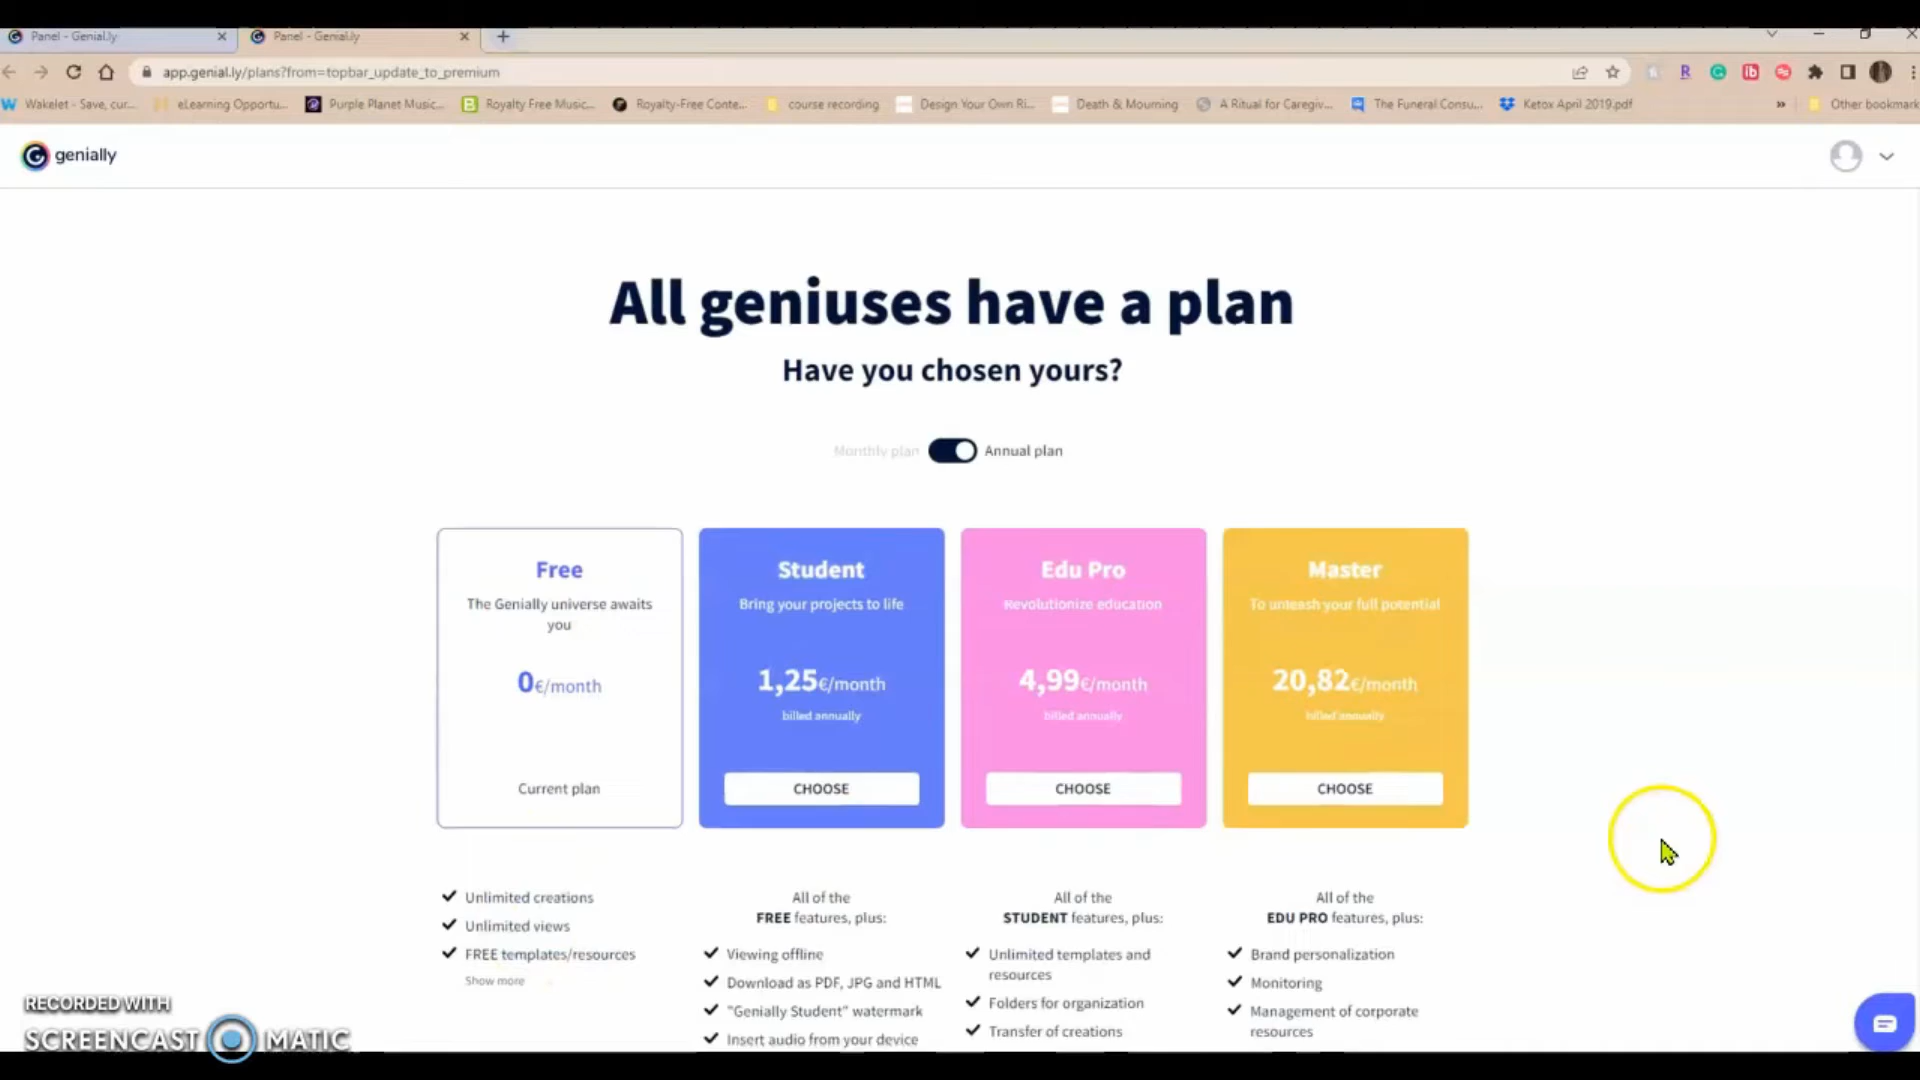 Panel - Genial.ly
Panel - Genial.ly
app.genial.ly/plans?from=topbar_update_to_premium
Wakelet - Save, cur...
eLearning Opportu...
Purple Planet Music...
Royalty Free Music...
Royalty-Free Conte...
course recording
Design Your Own Ri...
Death & Mourning
A Ritual for Caregiv...
The Funeral Consu...
Ketox April 2019.pdf
»
Other bookmark
genially
All geniuses have a plan
Have you chosen yours?
Monthly plan
Annual plan
Free
The Genially universe awaits
you
0€/month
Current plan
Unlimited creations
Unlimited views
FREE templates/resources
Show more
Student
Bring your projects to life
1,25€/month
billed annually
CHOOSE
All of the
FREE features, plus:
Viewing offline
Download as PDF, JPG and HTML
"Genially Student" watermark
Insert audio from your device
Edu Pro
Revolutionize education
4,99€/month
billed annually
CHOOSE
All of the
STUDENT features, plus:
Unlimited templates and
resources
Folders for organization
Transfer of creations
Master
To unleash your full potential
20,82€/month
billed annually
CHOOSE
All of the
EDU PRO features, plus:
Brand personalization
Monitoring
Management of corporate
resources
RECORDED WITH
SCREENCAST MATIC